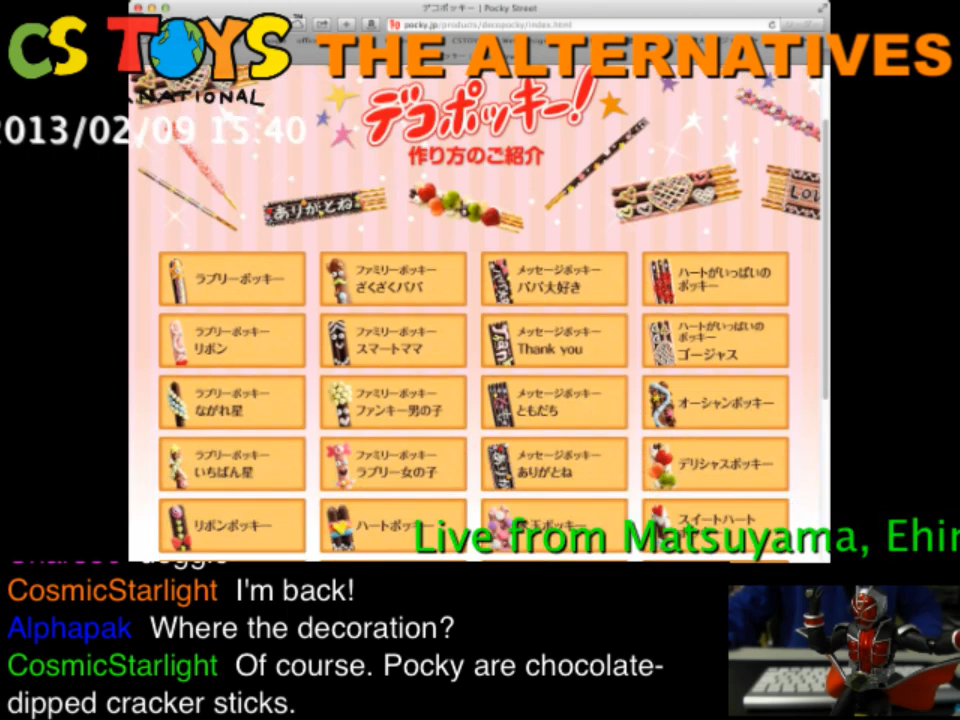 デコポッキー | Pocky Street
pocky.jp/products/decopocky/index.html
CS TOYS
THE ALTERNATIVES
NATIONAL
2013/02/09 15:40
デコポッキー!
作り方のご紹介
ありがとね
LOV
ラブリーポッキー
ファミリーポッキー
ざくざくパパ
メッセージポッキー
パパ大好き
ハートがいっぱいの
ポッキー
ラブリーポッキー
リボン
ファミリーポッキー
スマートママ
メッセージポッキー
Thank you
ハートがいっぱいの
ポッキー
ゴージャス
ラブリーポッキー
ながれ星
ファミリーポッキー
ファンキー男の子
メッセージポッキー
ともだち
オーシャンポッキー
ラブリーポッキー
いちばん星
ファミリーポッキー
ラブリー女の子
メッセージポッキー
ありがとね
デリシャスポッキー
リボンポッキー
ハートポッキー
玉ポッキー
スイートハート
Live from Matsuyama, Ehim
CosmicStarlight I'm back!
Alphapak Where the decoration?
CosmicStarlight Of course. Pocky are chocolate-
dipped cracker sticks.